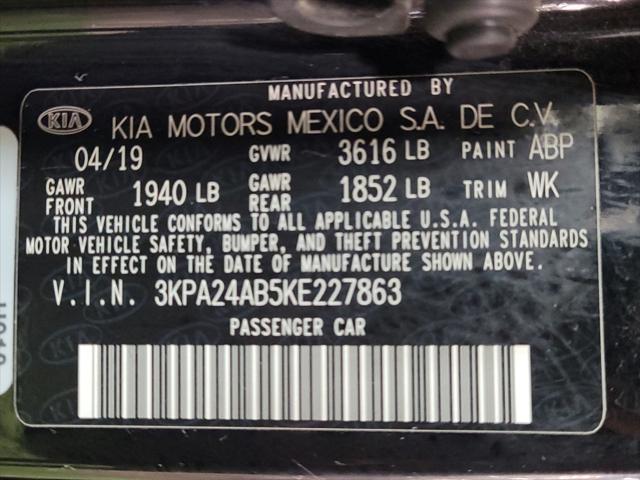 MANUFACTURED BY
KIA KIA MOTORS MEXICO S.A. DE C.V.
04/19 GVWR 3616 LB PAINT ABP
GAWR FRONT 1940 LB GAWR REAR 1852 LB TRIM WK
THIS VEHICLE CONFORMS TO ALL APPLICABLE U.S.A. FEDERAL
MOTOR VEHICLE SAFETY, BUMPER, AND THEFT PREVENTION STANDARDS
IN EFFECT ON THE DATE OF MANUFACTURE SHOWN ABOVE.
V.I.N. 3KPA24AB5KE227863
PASSENGER CAR